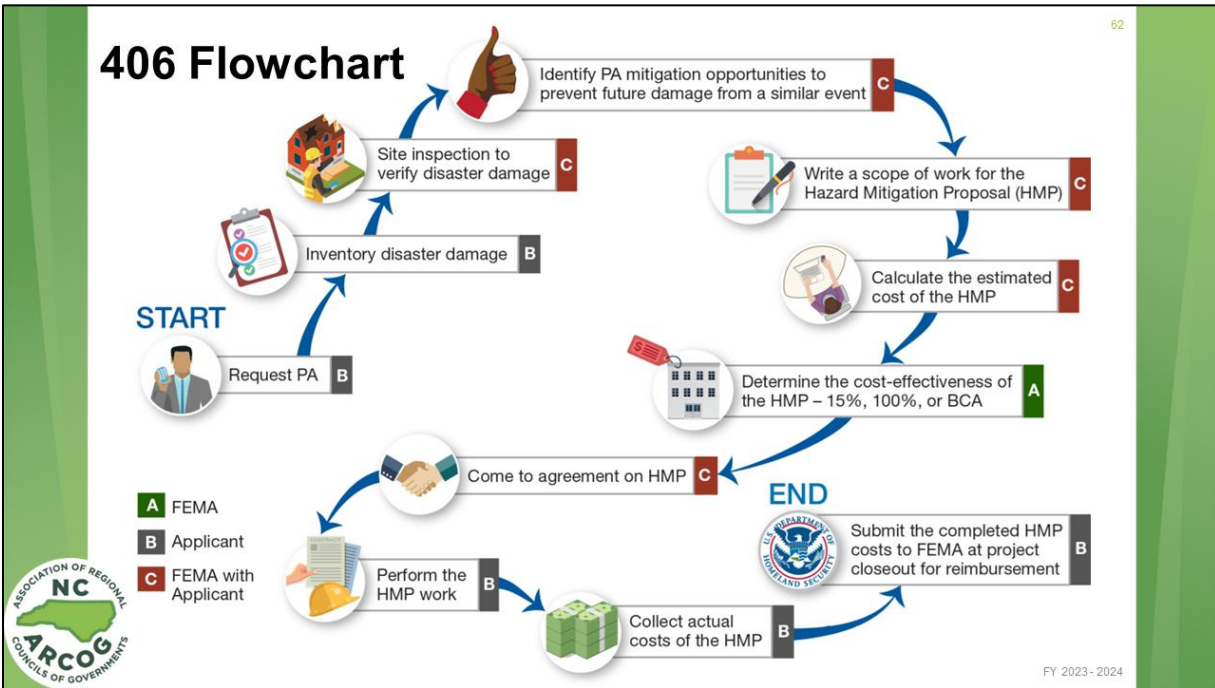 62
406 Flowchart
Identify PA mitigation opportunities to
prevent future damage from a similar event
C
Site inspection to
verify disaster damage
C
Write a scope of work for the
Hazard Mitigation Proposal (HMP)
C
Inventory disaster damage
B
Calculate the estimated
cost of the HMP
C
START
Request PA
B
Determine the cost-effectiveness of
the HMP – 15%, 100%, or BCA
A
Come to agreement on HMP
C
END
A FEMA
B Applicant
C FEMA with
Applicant
Perform the
HMP work
B
CONTRACT
Collect actual
costs of the HMP
B
U.S. DEPARTMENT OF
HOMELAND SECURITY
Submit the completed HMP
costs to FEMA at project
closeout for reimbursement
B
ASSOCIATION OF REGIONAL
NC
ARCOG
COUNCILS OF GOVERNMENTS
FY 2023 - 2024